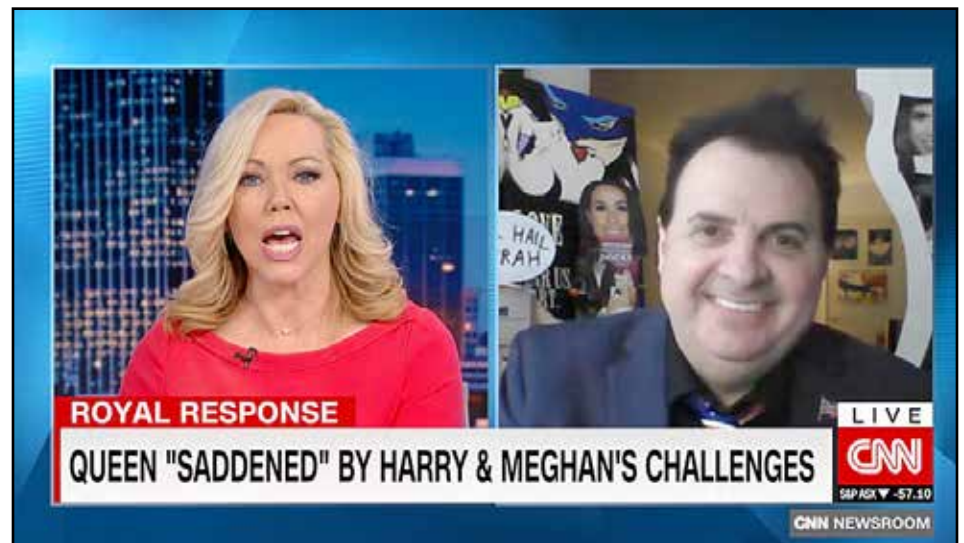 L HAIL
RAH
ROYAL RESPONSE
QUEEN "SADDENED" BY HARRY & MEGHAN'S CHALLENGES
LIVE
CNN
S&P ASX ▼ -57.10
CNN NEWSROOM